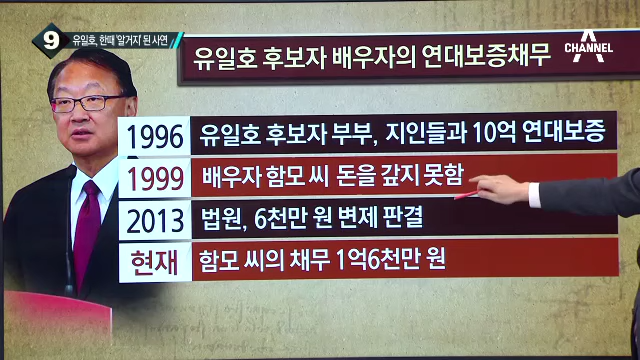 9
유일호, 한때 '알거지' 된 사연
CHANNEL A
유일호 후보자 배우자의 연대보증채무
1996 유일호 후보자 부부, 지인들과 10억 연대보증
1999 배우자 함모 씨 돈을 갚지 못함
2013 법원, 6천만 원 변제 판결
현재 함모 씨의 채무 1억6천만 원